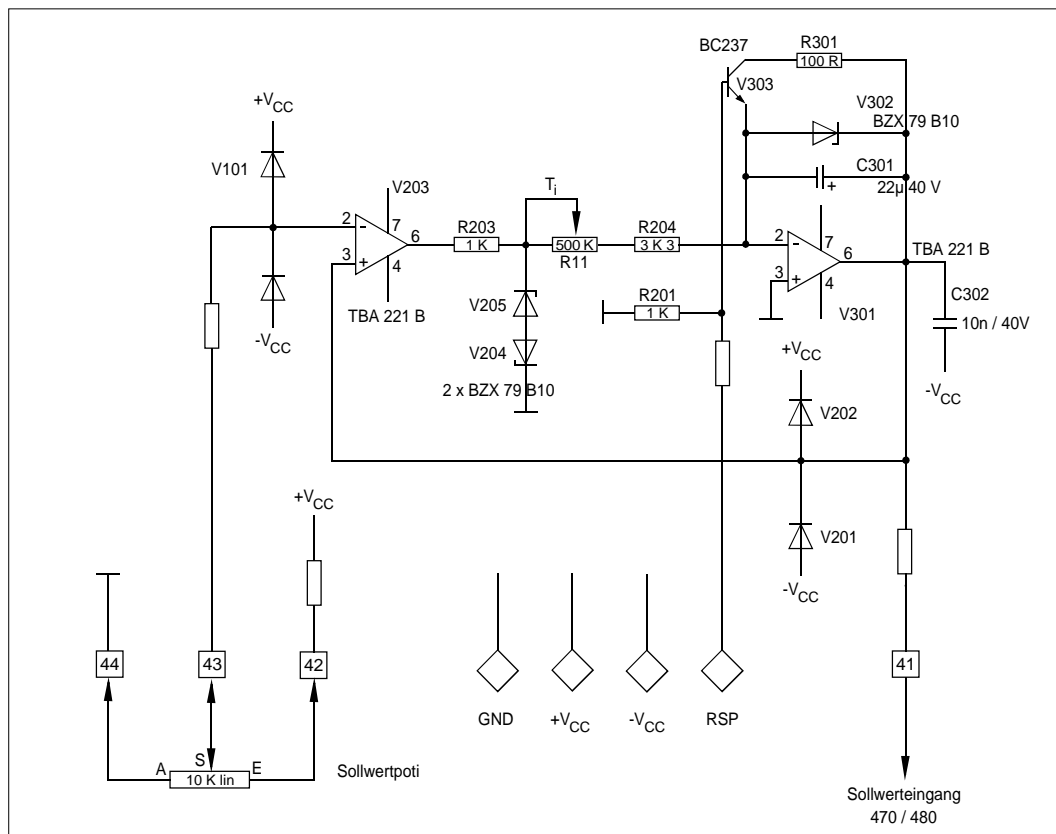 BC237
R301
100 R
V303
+VCC
V302
BZX 79 B10
V101
C301
22µ 40 V
+
V203
Ti
2
-
7
R203
R204
6
1 K
500 K
3 K 3
3
+
4
R11
2
-
7
6
TBA 221 B
3
+
4
TBA 221 B
V205
R201
1 K
V301
C302
10n / 40V
-VCC
V204
+VCC
2 x BZX 79 B10
-VCC
V202
+VCC
V201
-VCC
44
43
42
41
GND
+VCC
-VCC
RSP
A
S
E
10 K lin
Sollwertpoti
Sollwerteingang
470 / 480